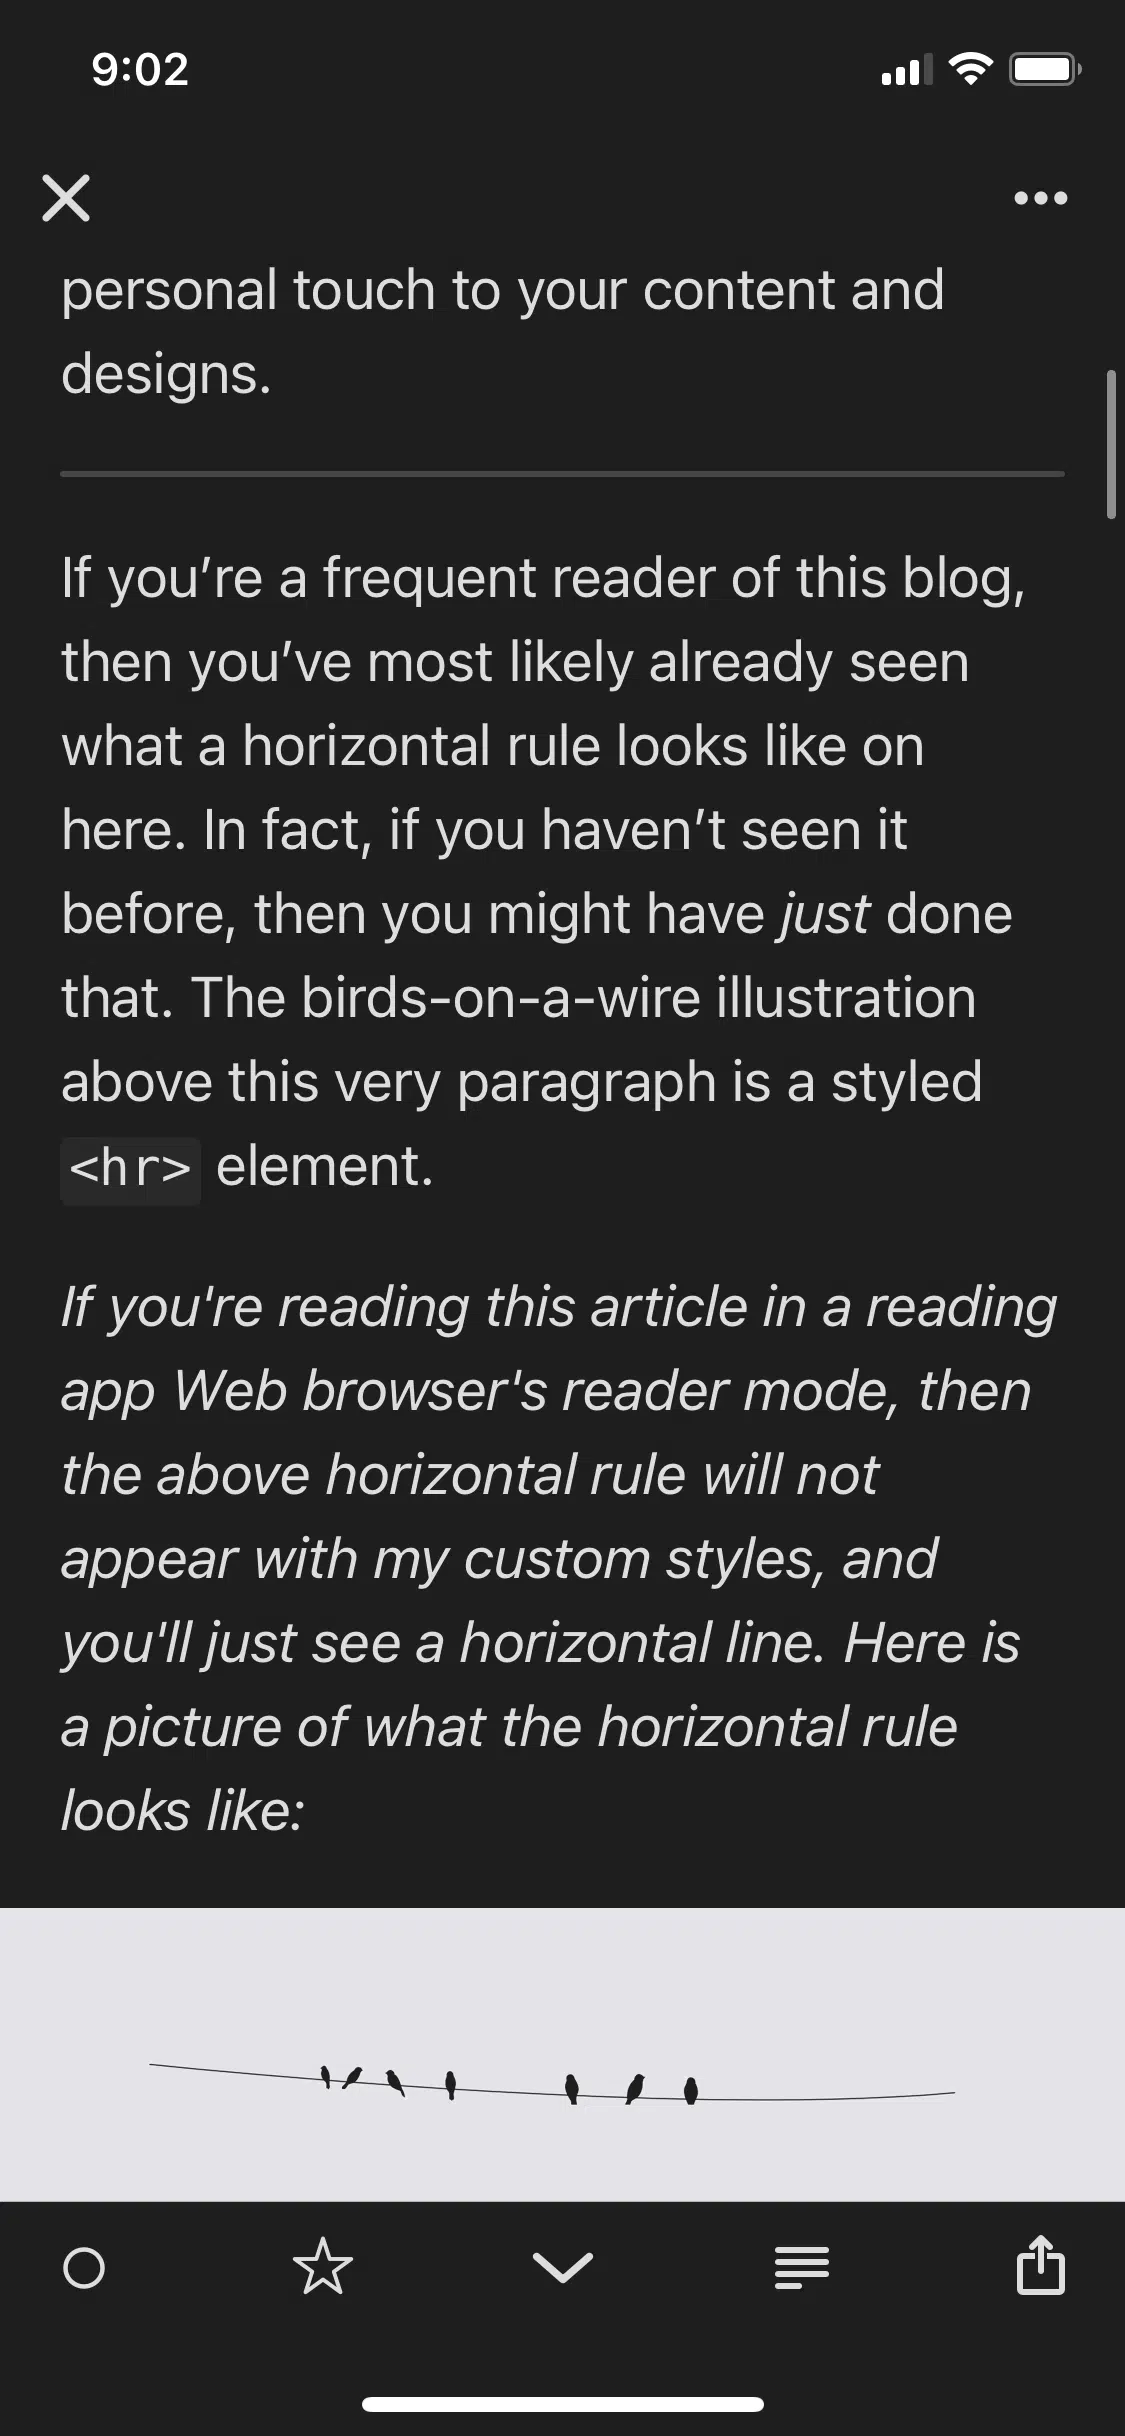 9:02
personal touch to your content and
designs.
If you’re a frequent reader of this blog,
then you’ve most likely already seen
what a horizontal rule looks like on
here. In fact, if you haven’t seen it
before, then you might have just done
that. The birds-on-a-wire illustration
above this very paragraph is a styled
<hr> element.
If you're reading this article in a reading
app Web browser's reader mode, then
the above horizontal rule will not
appear with my custom styles, and
you'll just see a horizontal line. Here is
a picture of what the horizontal rule
looks like: